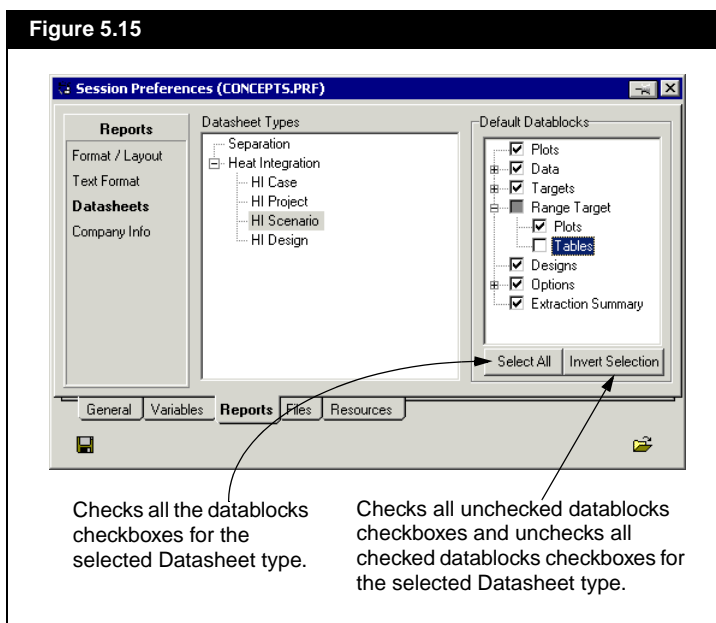 Figure 5.15
Session Preferences (CONCEPTS.PRF)
Reports
Format / Layout
Text Format
Datasheets
Company Info
Datasheet Types
Separation
Heat Integration
HI Case
HI Project
HI Scenario
HI Design
Default Datablocks
Plots
Data
Targets
Range Target
Plots
Tables
Designs
Options
Extraction Summary
Select All
Invert Selection
General
Variables
Reports
Files
Resources
Checks all the datablocks
checkboxes for the
selected Datasheet type.
Checks all unchecked datablocks
checkboxes and unchecks all
checked datablocks checkboxes for
the selected Datasheet type.